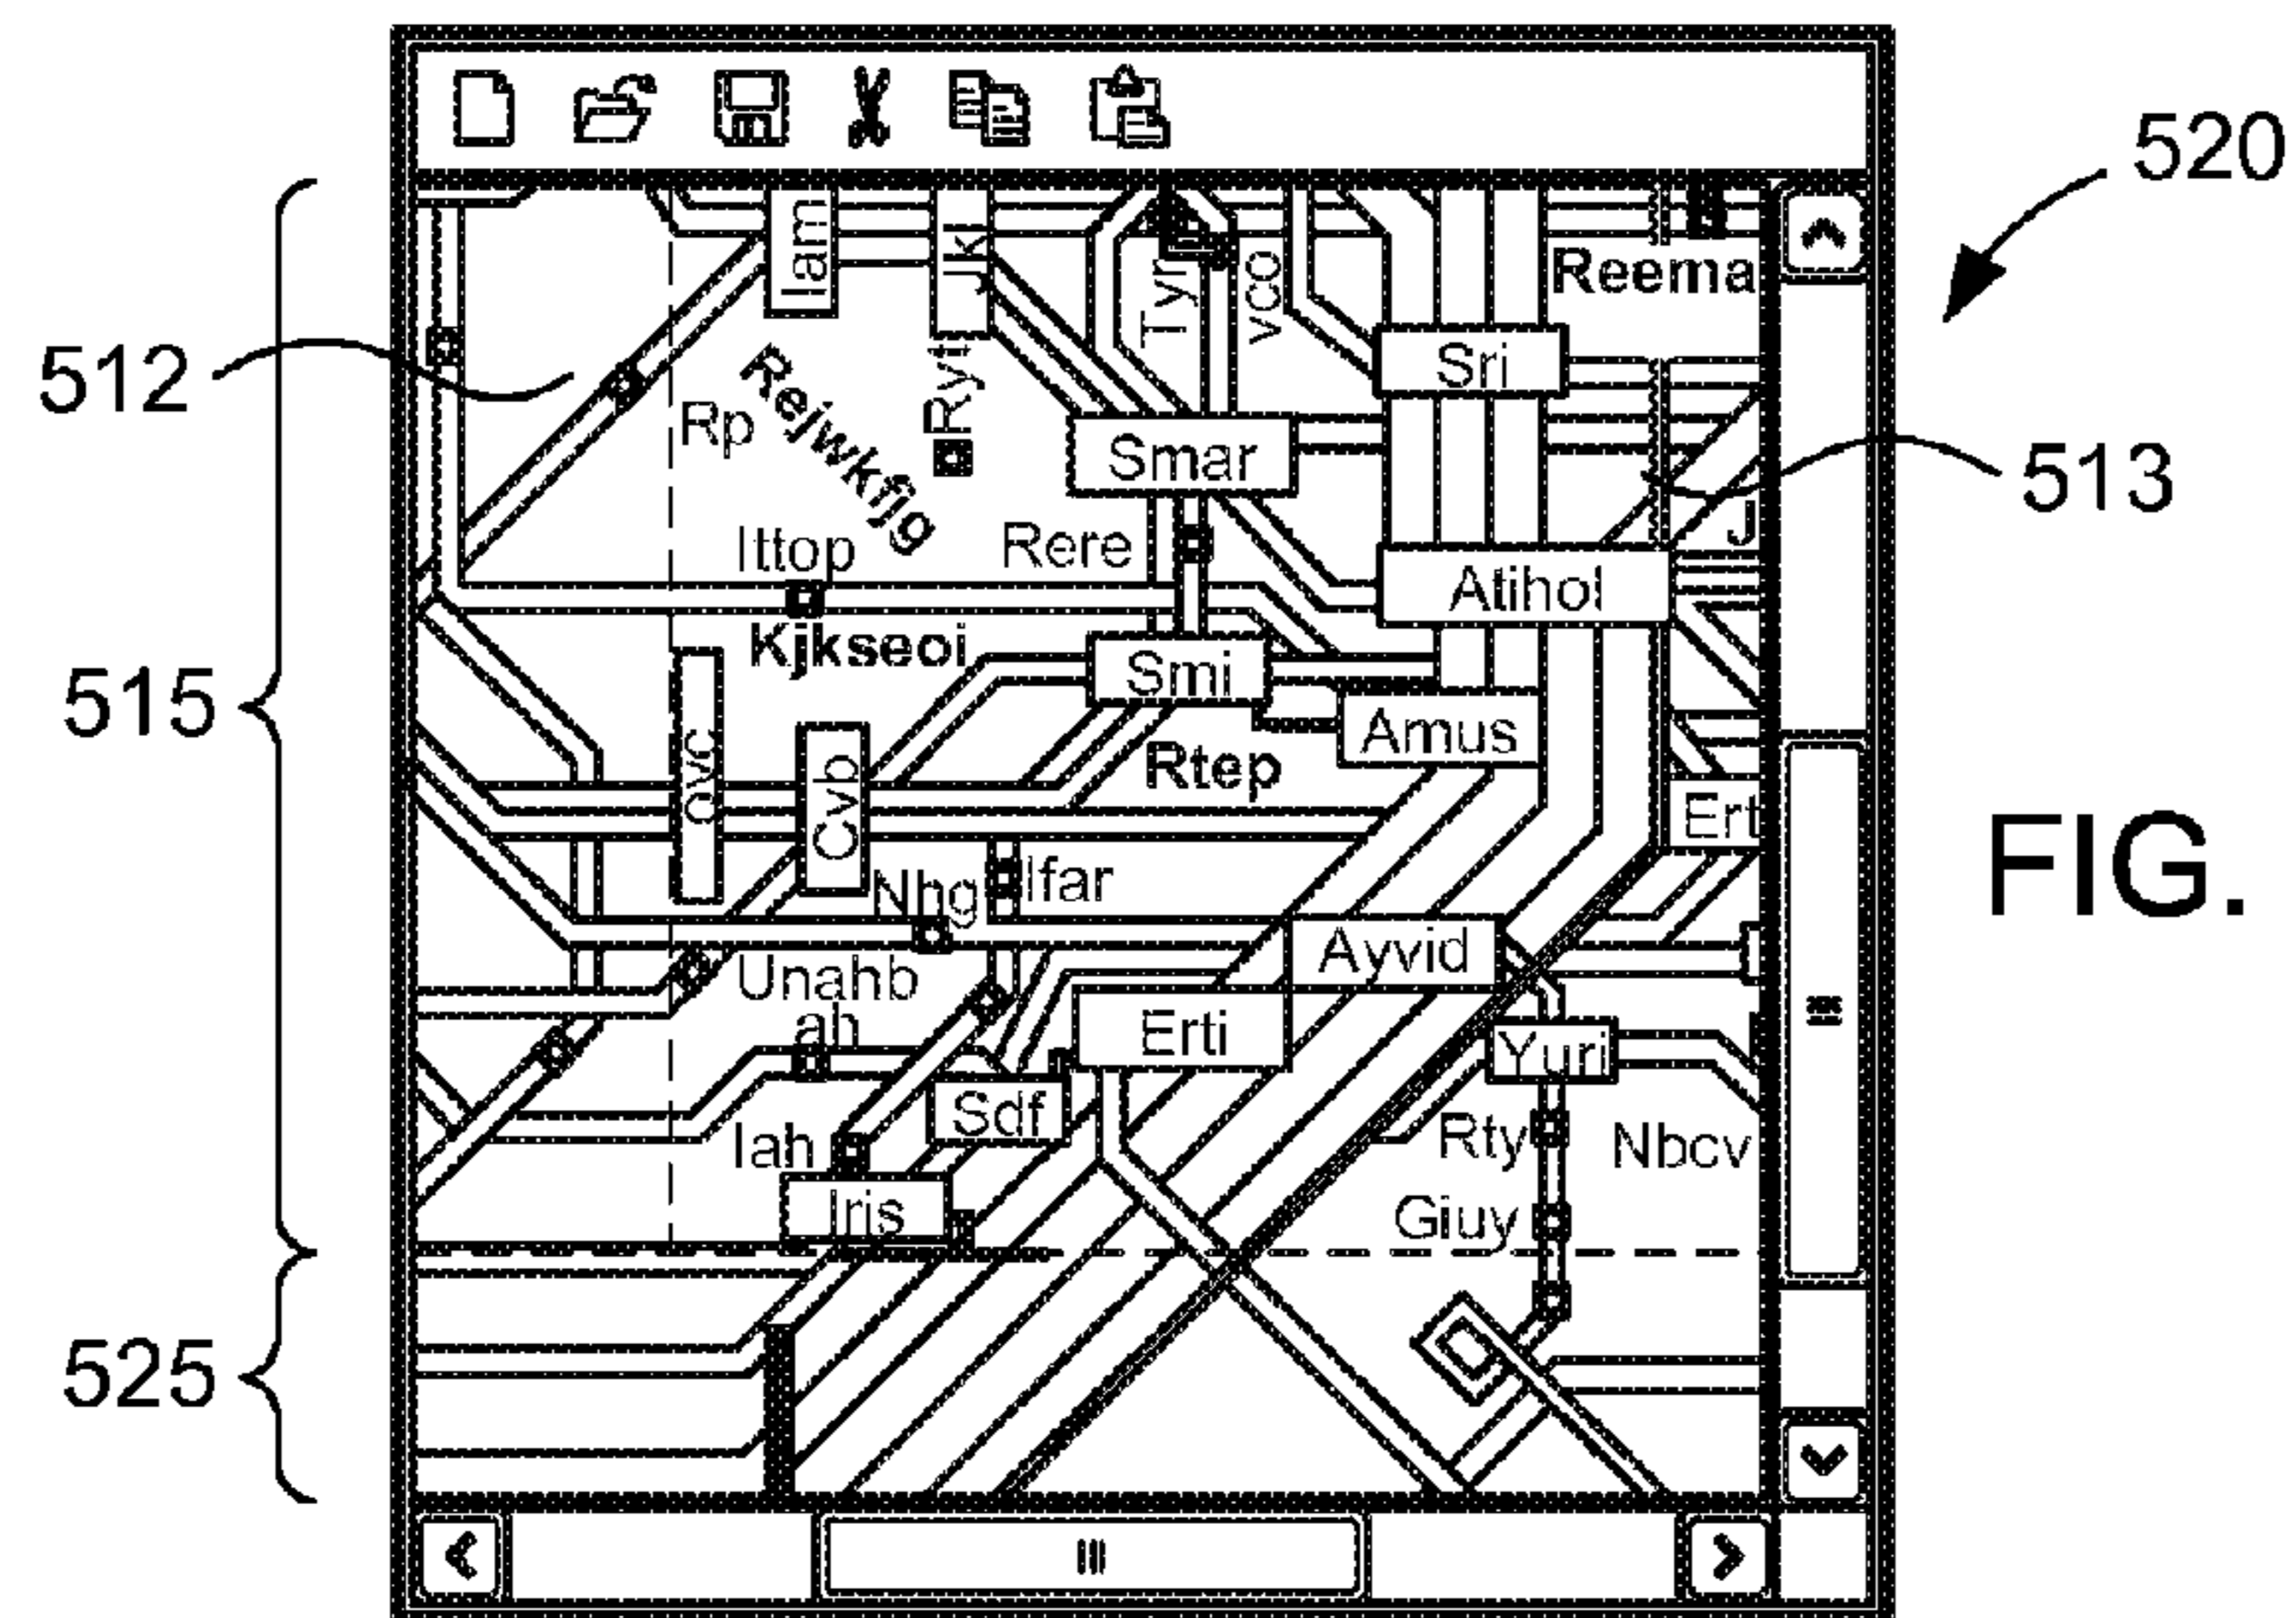 520
Iam
Jkl
Tyr
vco
Reema
512
Sri
Rp
Rejwkfjg
Ryt
Smar
513
J
Ittop
Rere
Atihol
Kjkseoi
Smi
515
ovc
Amus
Rtep
Cvb
Ert
FIG.
Nhg
Ifar
Ayvid
Unahb
ah
Erti
Yuri
Sdf
Iah
Rty
Nbcv
Iris
Giuy
525